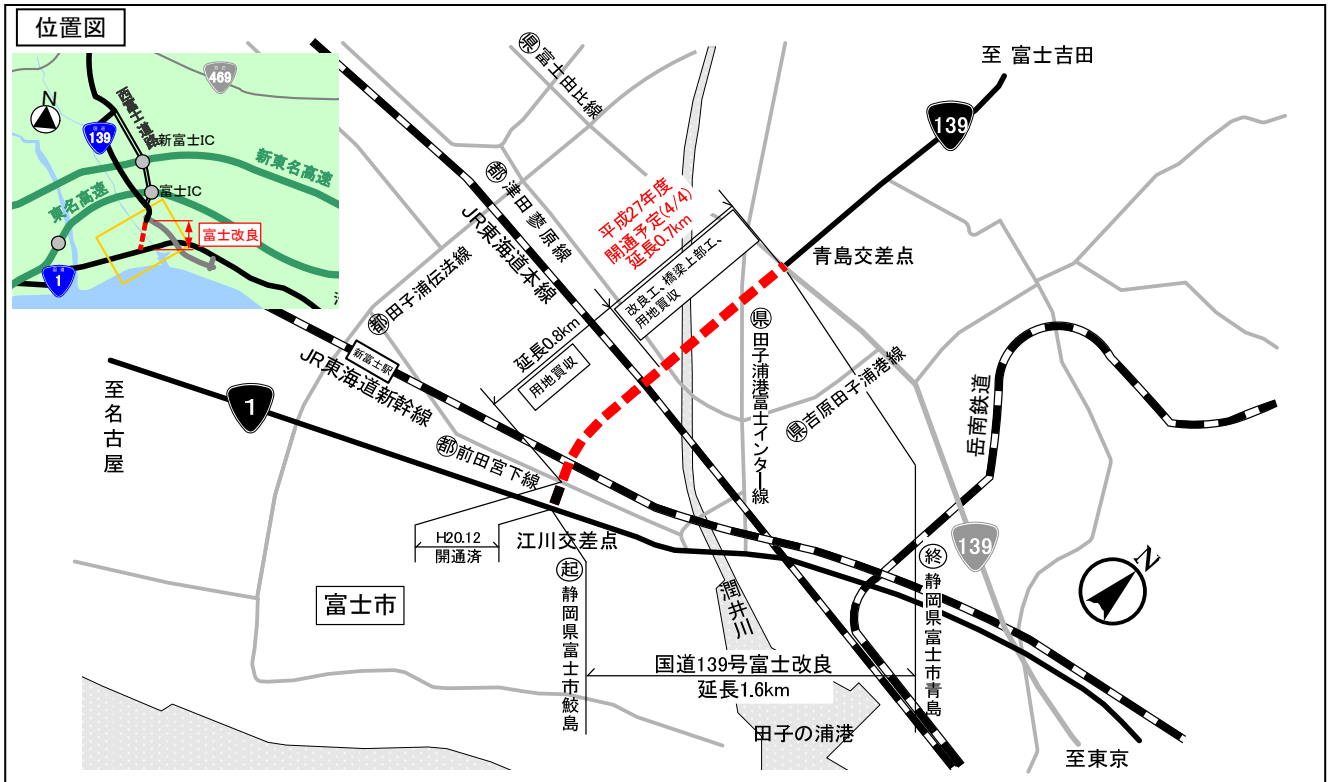 位置図
国道
469
N
西富士道路
国道
139
新富士IC
新東名高速
富士IC
東名高速
富士改良
国道
1
県富士由比線
至 富士吉田
139
都津田蓼原線
JR東海道本線
平成27年度
開通予定(4/4)
延長0.7km
改良工、橋梁上部工、
用地買収
青島交差点
都田子浦伝法線
延長0.8km
用地買収
新富士駅
JR東海道新幹線
県田子浦港富士インター線
県吉原田子浦港線
岳南鉄道
至名古屋
1
都前田宮下線
H20.12
開通済
江川交差点
139
N
起静岡県富士市鮫島
終静岡県富士市青島
富士市
潤井川
国道139号富士改良
延長1.6km
田子の浦港
至東京